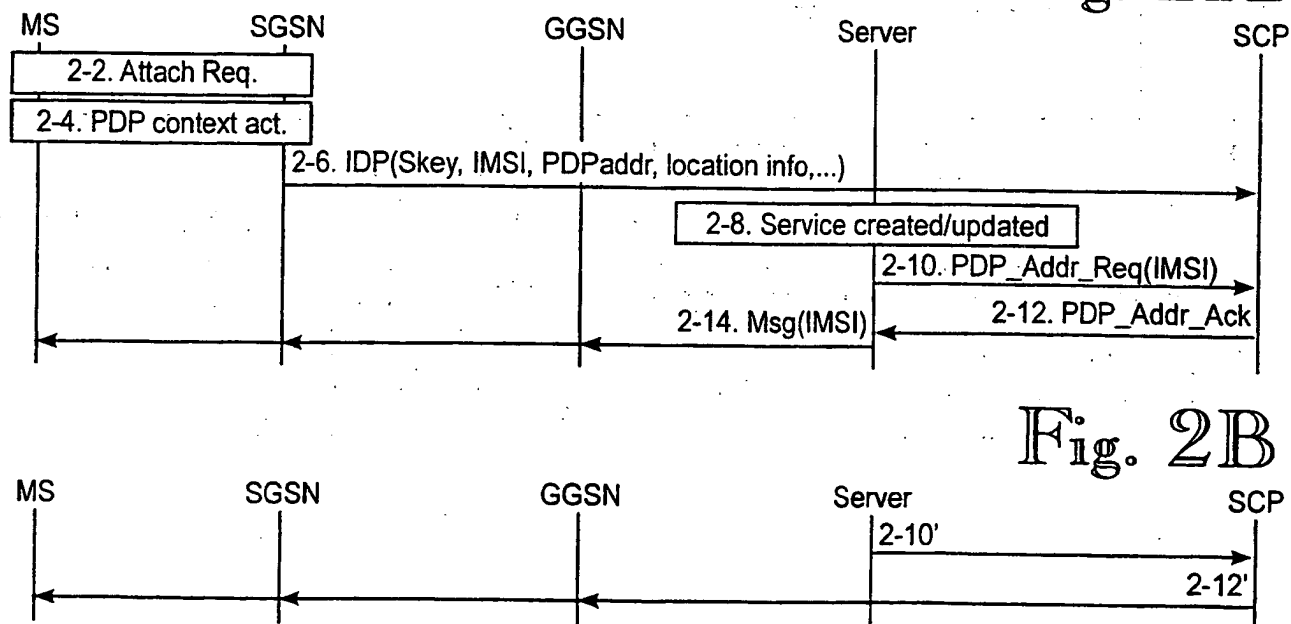 MS SGSN GGSN Server SCP
2-2. Attach Req.
2-4. PDP context act.
2-6. IDP(Skey, IMSI, PDPaddr, location info,...)
2-8. Service created/updated
2-10. PDP_Addr_Req(IMSI)
2-14. Msg(IMSI) 2-12. PDP_Addr_Ack
Fig. 2B
MS SGSN GGSN Server SCP
2-10'
2-12'